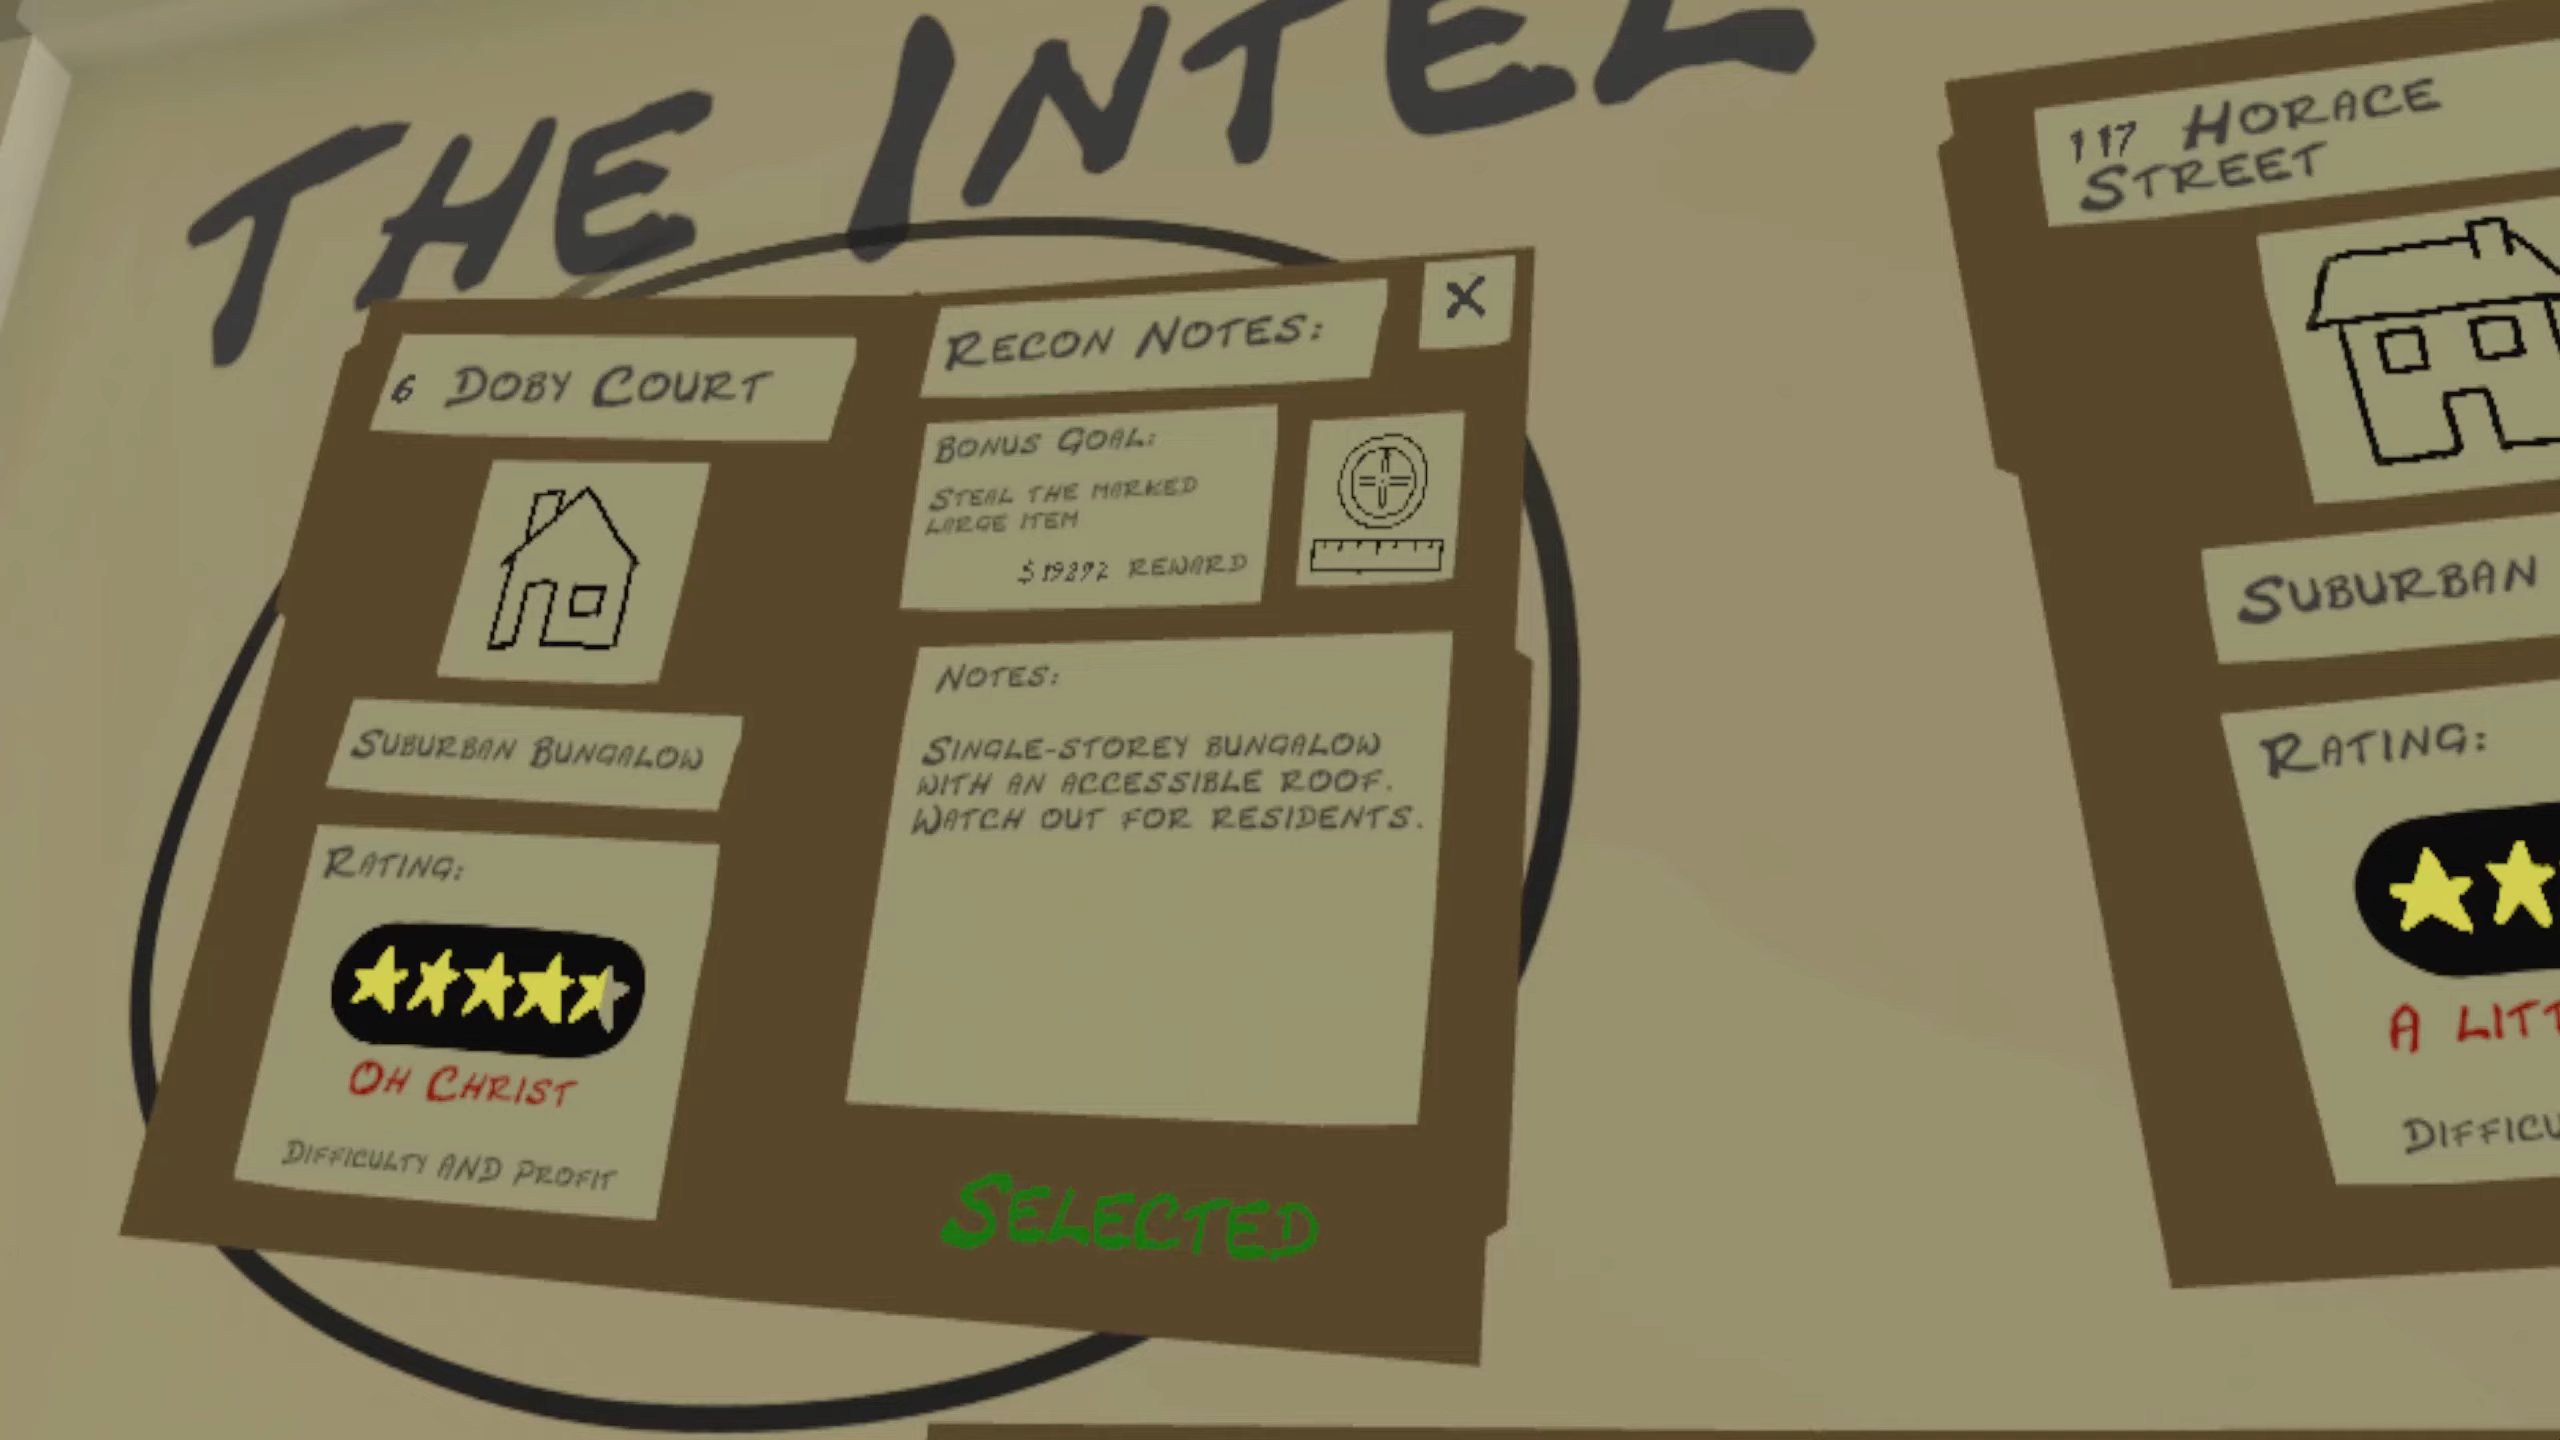 THE INTEL
6 DOBY COURT
SUBURBAN BUNGALOW
RATING:
OH CHRIST
DIFFICULTY AND PROFIT
RECON NOTES:
X
BONUS GOAL:
STEAL THE MARKED
LARGE ITEM
$19892 REWARD
NOTES:
SINGLE-STOREY BUNGALOW
WITH AN ACCESSIBLE ROOF.
WATCH OUT FOR RESIDENTS.
SELECTED
117 HORACE
STREET
SUBURBAN
RATING:
A LITT
DIFFICU